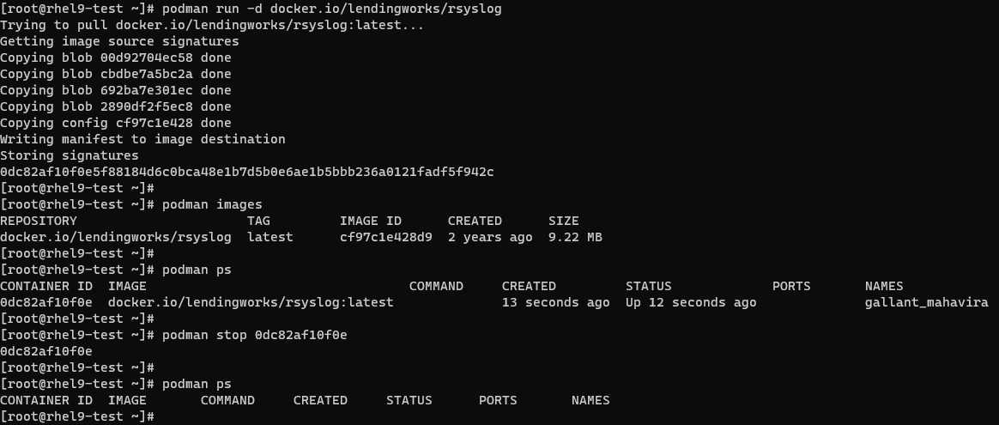 [root@rhel9-test ~]# podman run -d docker.io/lendingworks/rsyslog
Trying to pull docker.io/lendingworks/rsyslog:latest...
Getting image source signatures
Copying blob 00d92704ec58 done
Copying blob cbdbe7a5bc2a done
Copying blob 692ba7e301ec done
Copying blob 2890df2f5ec8 done
Copying config cf97c1e428 done
Writing manifest to image destination
Storing signatures
0dc82af10f0e5f88184d6c0bca48e1b7d5b0e6ae1b5bbb236a0121fadf5f942c
[root@rhel9-test ~]#
[root@rhel9-test ~]# podman images
REPOSITORY                      TAG         IMAGE ID      CREATED      SIZE
docker.io/lendingworks/rsyslog  latest      cf97c1e428d9  2 years ago  9.22 MB
[root@rhel9-test ~]#
[root@rhel9-test ~]# podman ps
CONTAINER ID  IMAGE                                  COMMAND     CREATED         STATUS             PORTS       NAMES
0dc82af10f0e  docker.io/lendingworks/rsyslog:latest              13 seconds ago  Up 12 seconds ago              gallant_mahavira
[root@rhel9-test ~]#
[root@rhel9-test ~]# podman stop 0dc82af10f0e
0dc82af10f0e
[root@rhel9-test ~]#
[root@rhel9-test ~]# podman ps
CONTAINER ID  IMAGE       COMMAND     CREATED     STATUS      PORTS       NAMES
[root@rhel9-test ~]#